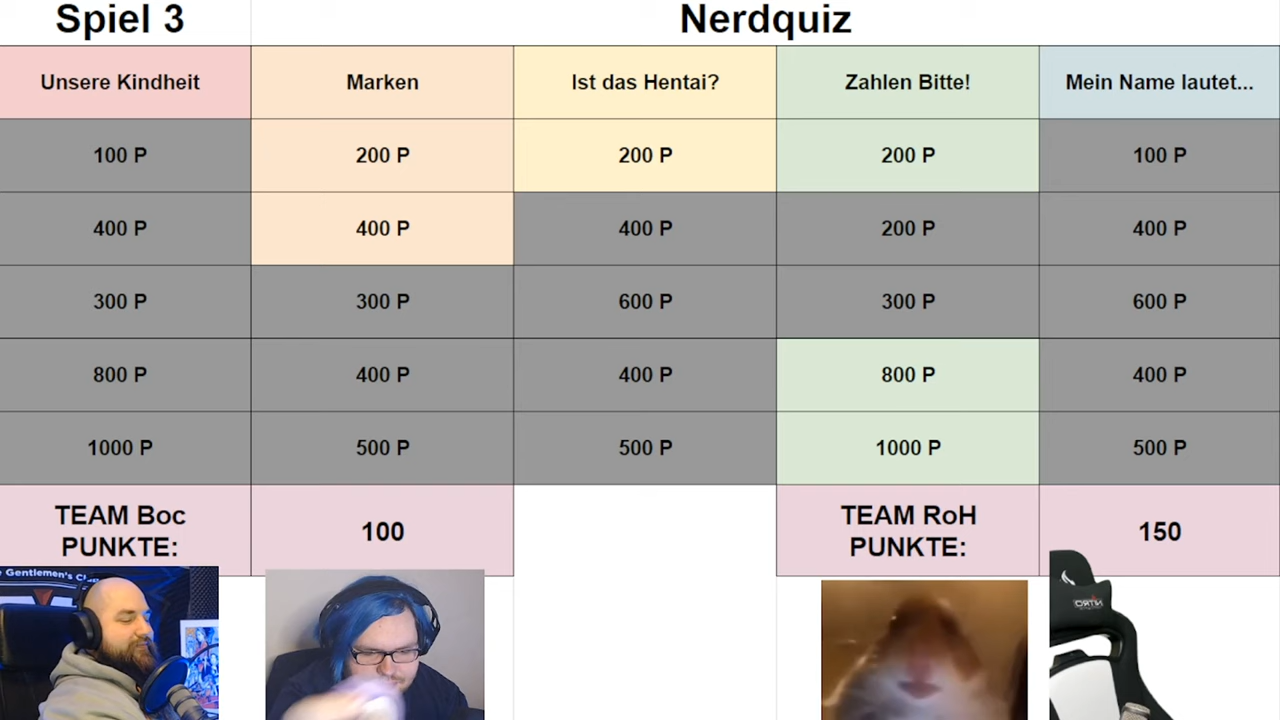 Spiel 3
Nerdquiz
Unsere Kindheit
Marken
Ist das Hentai?
Zahlen Bitte!
Mein Name lautet...
100 P
200 P
200 P
200 P
100 P
400 P
400 P
400 P
200 P
400 P
300 P
300 P
600 P
300 P
600 P
800 P
400 P
400 P
800 P
400 P
1000 P
500 P
500 P
1000 P
500 P
TEAM Boc
PUNKTE:
100
TEAM RoH
PUNKTE:
150
Gentlemen's